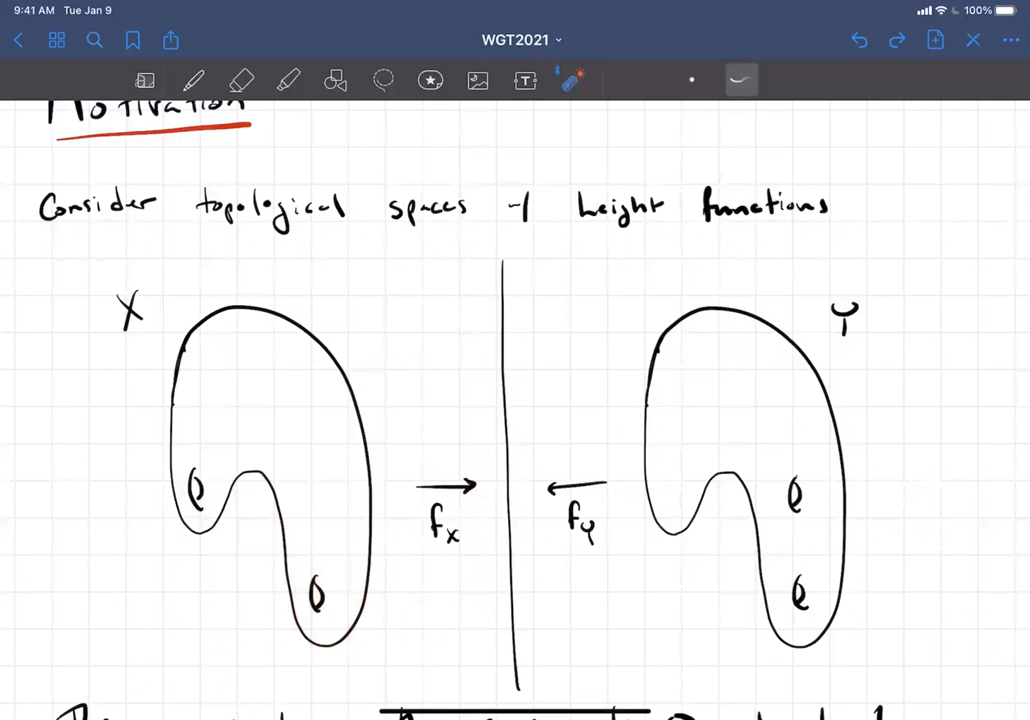 9:41 AM Tue Jan 9
100%
WGT2021
Motivation
Consider topological spaces w/ height functions
X
Y
f_X
f_Y